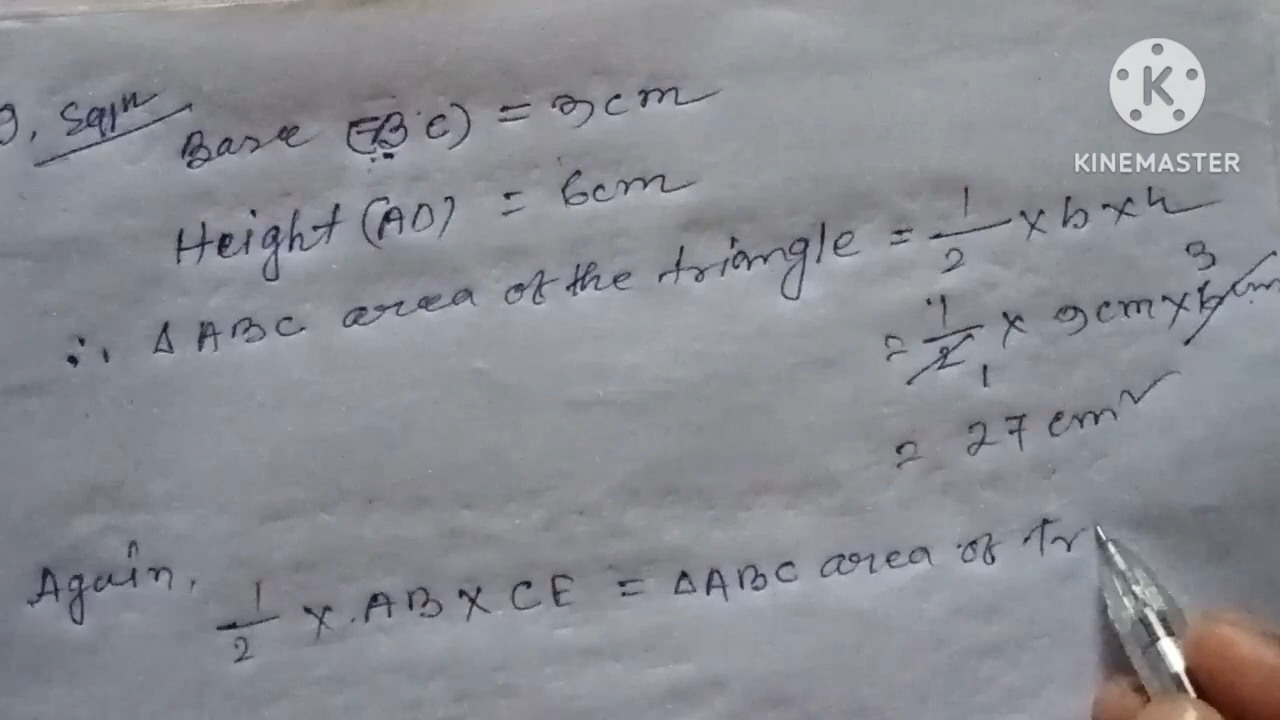 9. Sqln
Base (BC) = 9cm
Height (AD) = 6cm
∴ ΔABC area of the triangle = 1/2 × b × h
= 1/2 × 9cm × 6cm
1 3
= 27 cm²
Again, 1/2 × AB × CE = ΔABC area of tr
K
KINEMASTER